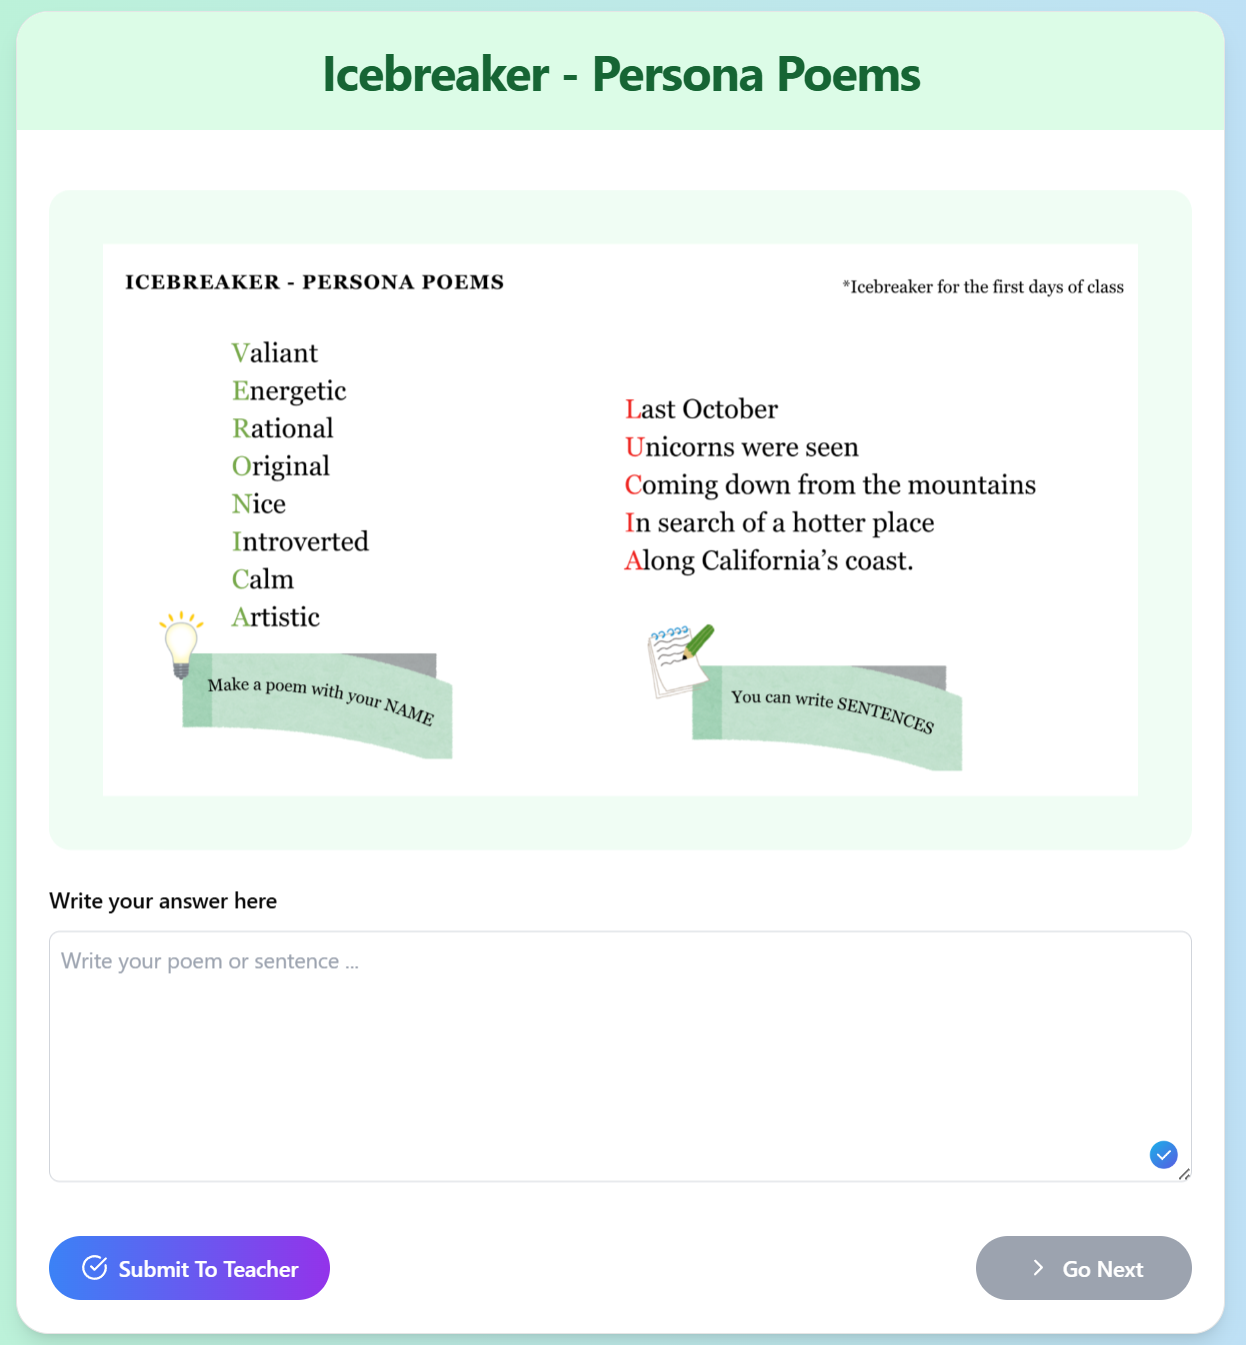 Icebreaker - Persona Poems
ICEBREAKER - PERSONA POEMS
*Icebreaker for the first days of class
Valiant
Energetic
Rational
Original
Nice
Introverted
Calm
Artistic
Make a poem with your NAME
Last October
Unicorns were seen
Coming down from the mountains
In search of a hotter place
Along California’s coast.
You can write SENTENCES
Write your answer here
Write your poem or sentence ...
Submit To Teacher
Go Next